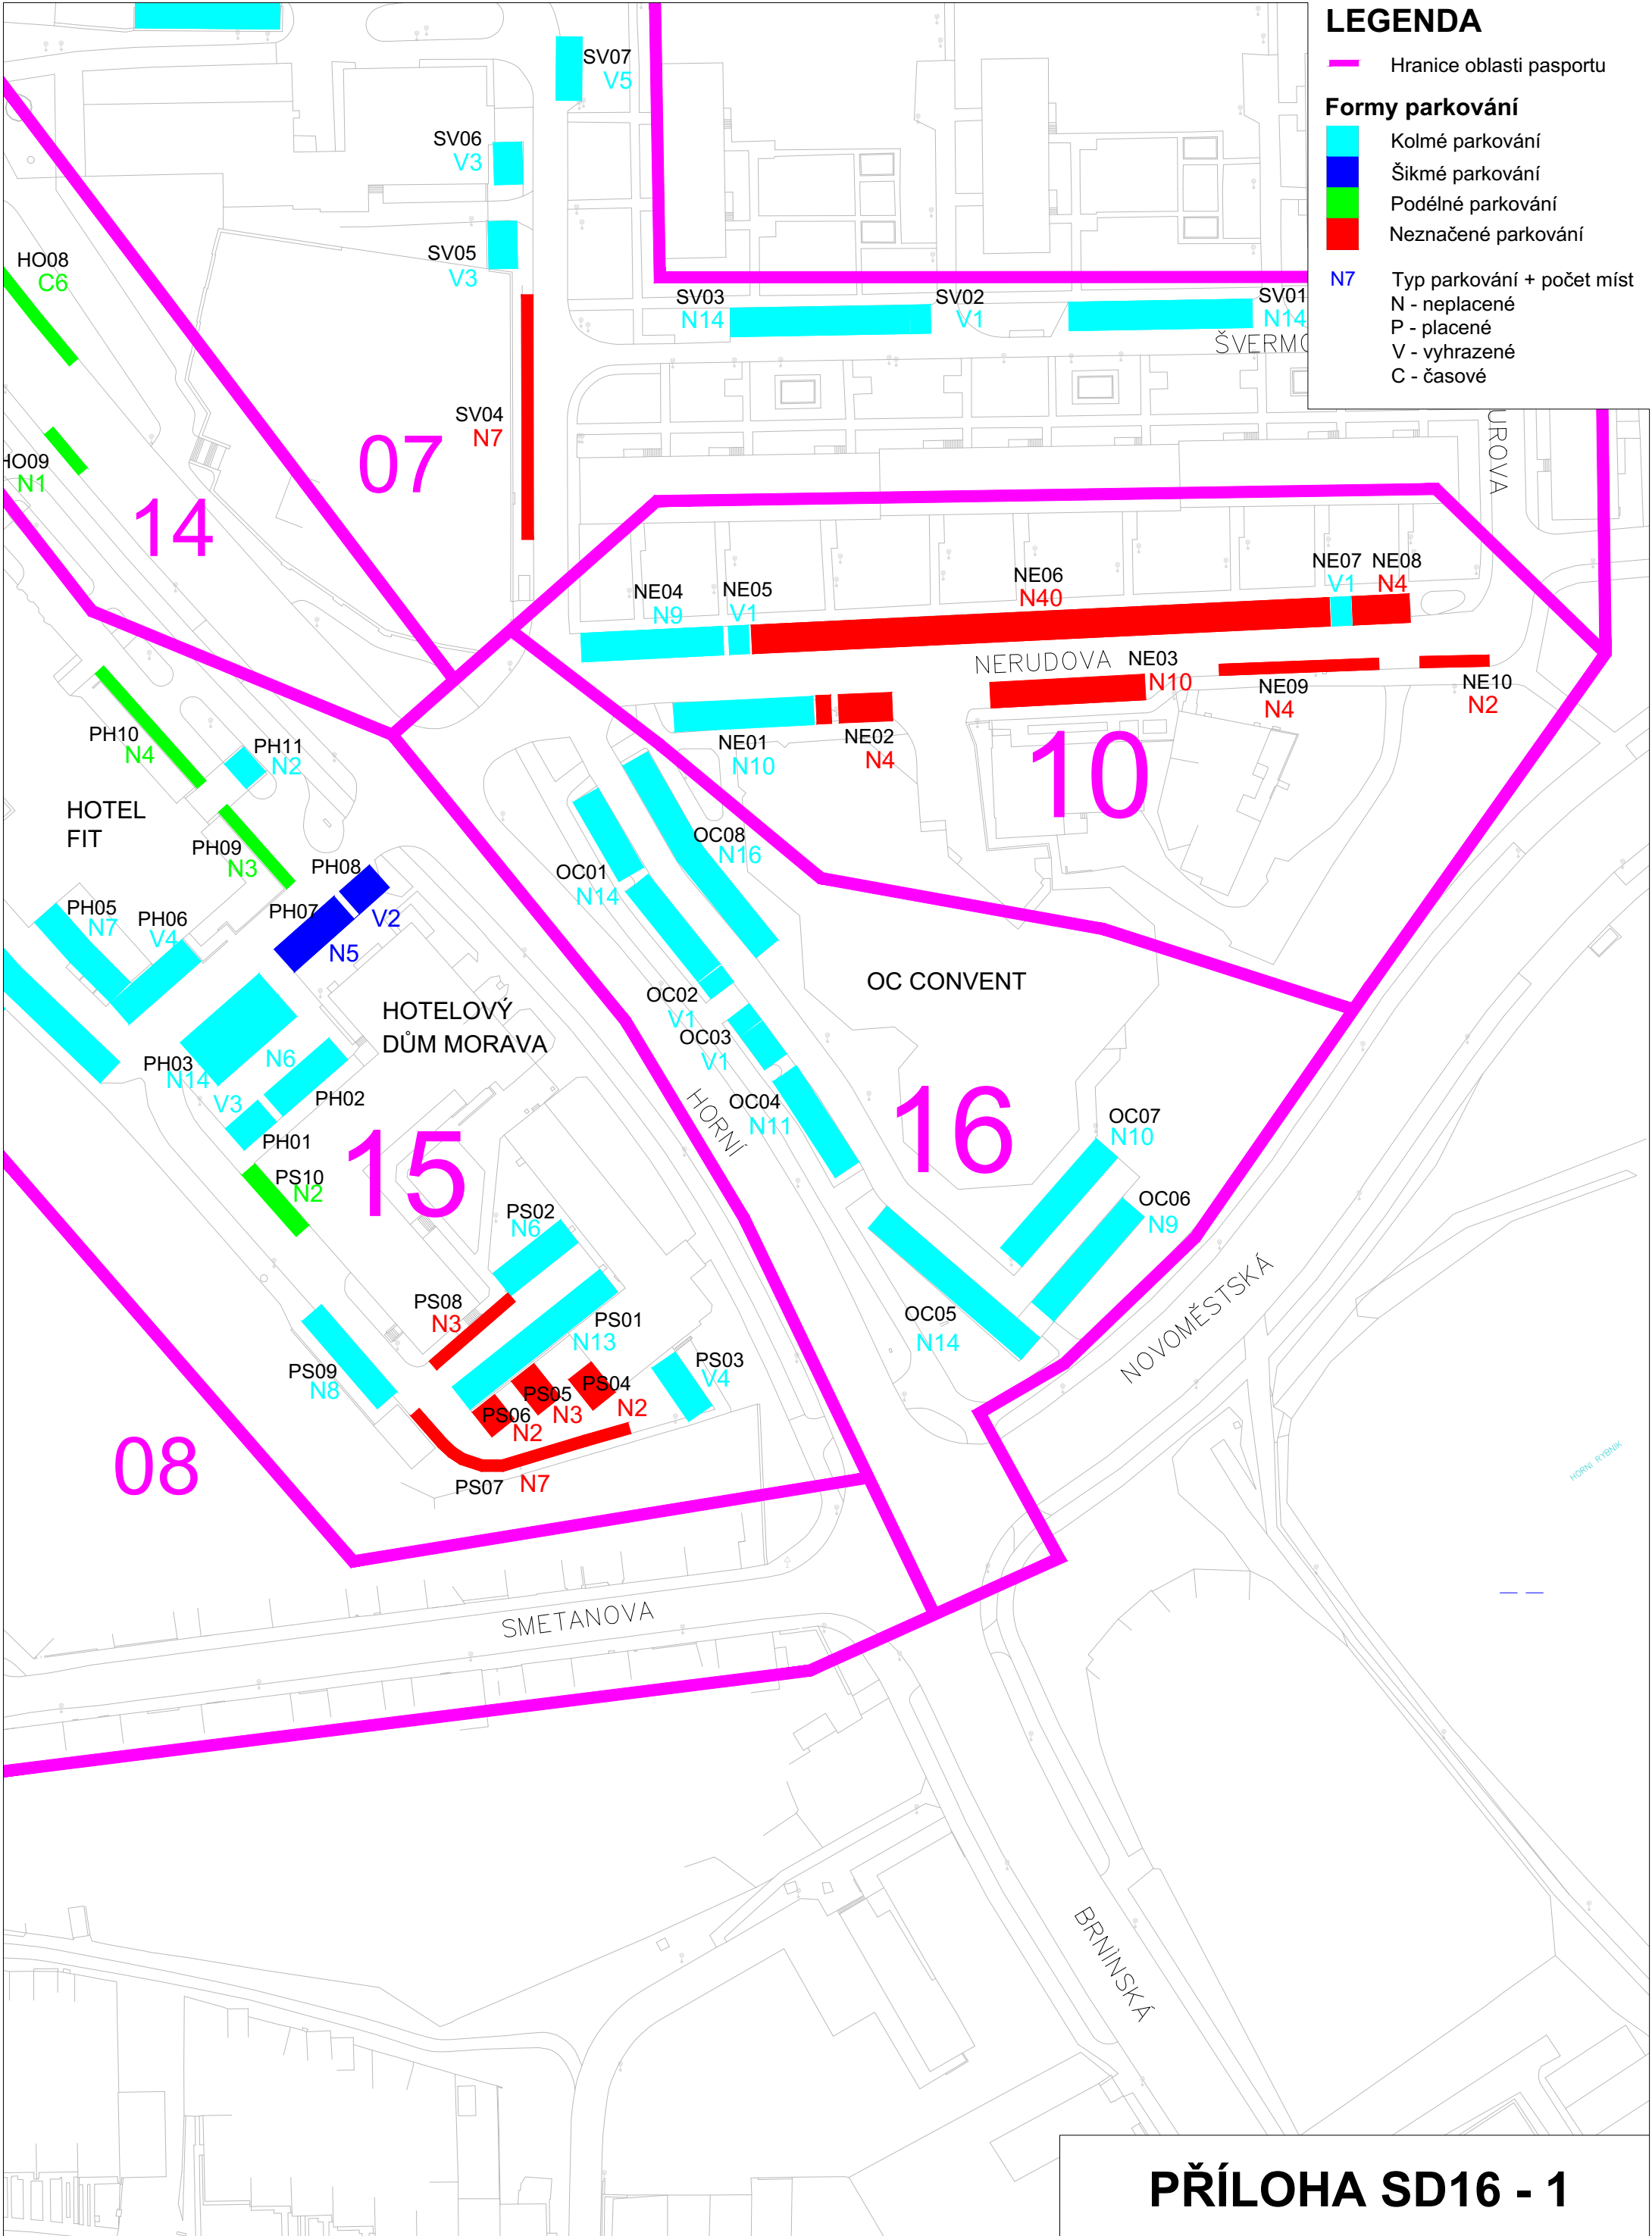 LEGENDA
Hranice oblasti pasportu
Formy parkování
Kolmé parkování
Šikmé parkování
Podélné parkování
Neznačené parkování
N7
Typ parkování + počet míst
N - neplacené
P - placené
V - vyhrazené
C - časové
SV07
V5
SV06
V3
SV05
V3
HO08
C6
SV03
N14
SV02
V1
SV01
N14
ŠVERMO
UROVA
SV04
N7
07
HO09
N1
14
NE04
N9
NE05
V1
NE06
N40
NE07
V1
NE08
N4
NERUDOVA
NE03
N10
NE09
N4
NE10
N2
NE01
N10
NE02
N4
10
PH10
N4
PH11
N2
HOTEL
FIT
PH09
N3
PH08
V2
PH07
N5
PH05
N7
PH06
V4
OC01
N14
OC08
N16
OC CONVENT
HOTELOVÝ
DŮM MORAVA
OC02
V1
OC03
V1
PH03
N14
N6
PH02
V3
PH01
OC04
N11
HORNÍ
16
OC07
N10
OC06
N9
15
PS10
N2
PS02
N6
PS08
N3
PS01
N13
OC05
N14
NOVOMĚSTSKÁ
PS09
N8
PS03
V4
PS04
N2
PS05
N3
PS06
N2
PS07
N7
08
HORNI RYBNIK
SMETANOVA
BRNÌNSKÁ
PŘÍLOHA SD16 - 1